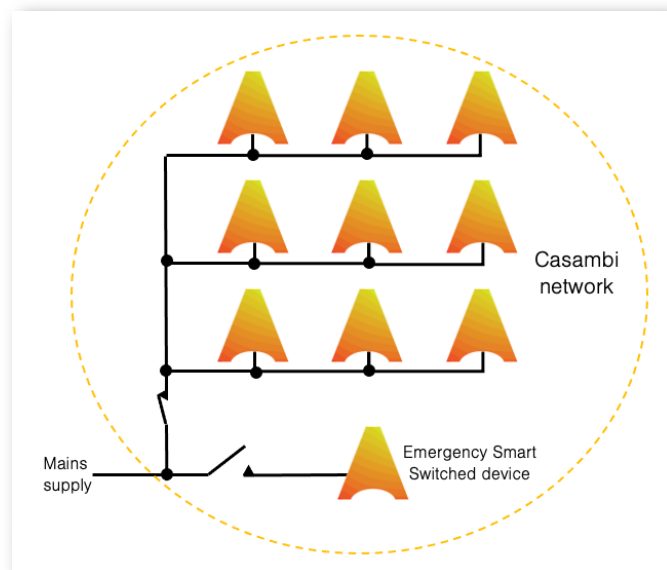 Casambi
network
Mains
supply
Emergency Smart
Switched device